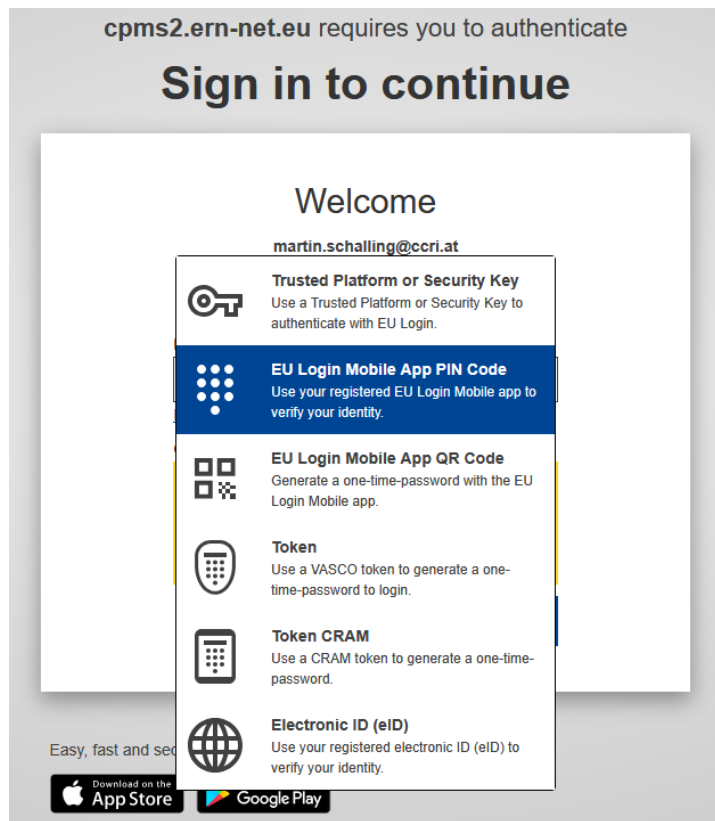 cpms2.ern-net.eu requires you to authenticate
Sign in to continue
Welcome
martin.schalling@ccri.at
Trusted Platform or Security Key
Use a Trusted Platform or Security Key to
authenticate with EU Login.
EU Login Mobile App PIN Code
Use your registered EU Login Mobile app to
verify your identity.
EU Login Mobile App QR Code
Generate a one-time-password with the EU
Login Mobile app.
Token
Use a VASCO token to generate a one-
time-password to login.
Token CRAM
Use a CRAM token to generate a one-time-
password.
Electronic ID (eID)
Use your registered electronic ID (eID) to
verify your identity.
Easy, fast and
Download on the
App Store
Google Play